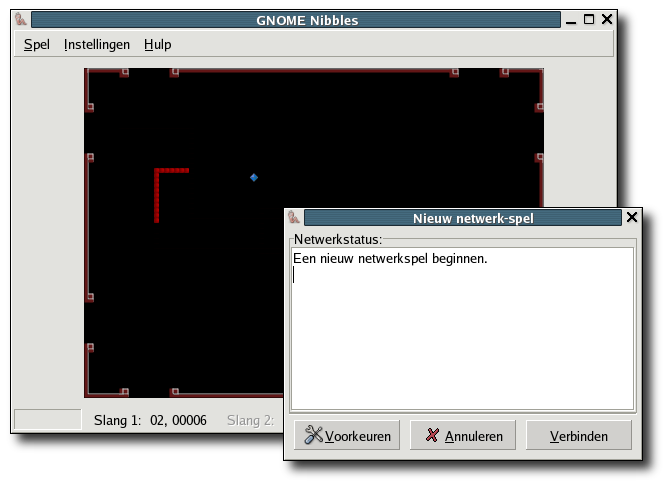 GNOME Nibbles
Spel Instellingen Hulp
Nieuw netwerk-spel
Netwerkstatus:
Een nieuw netwerkspel beginnen.
Slang 1: 02, 00006 Slang 2:
Voorkeuren Annuleren Verbinden